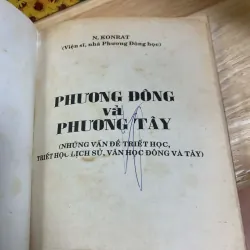 N. KONRAT
(Viện sĩ, nhà Phương Đông học)
PHƯƠNG ĐÔNG
và
PHƯƠNG TÂY
(NHỮNG VẤN ĐỀ TRIẾT HỌC,
TRIẾT HỌC LỊCH SỬ, VĂN HỌC ĐÔNG VÀ TÂY)